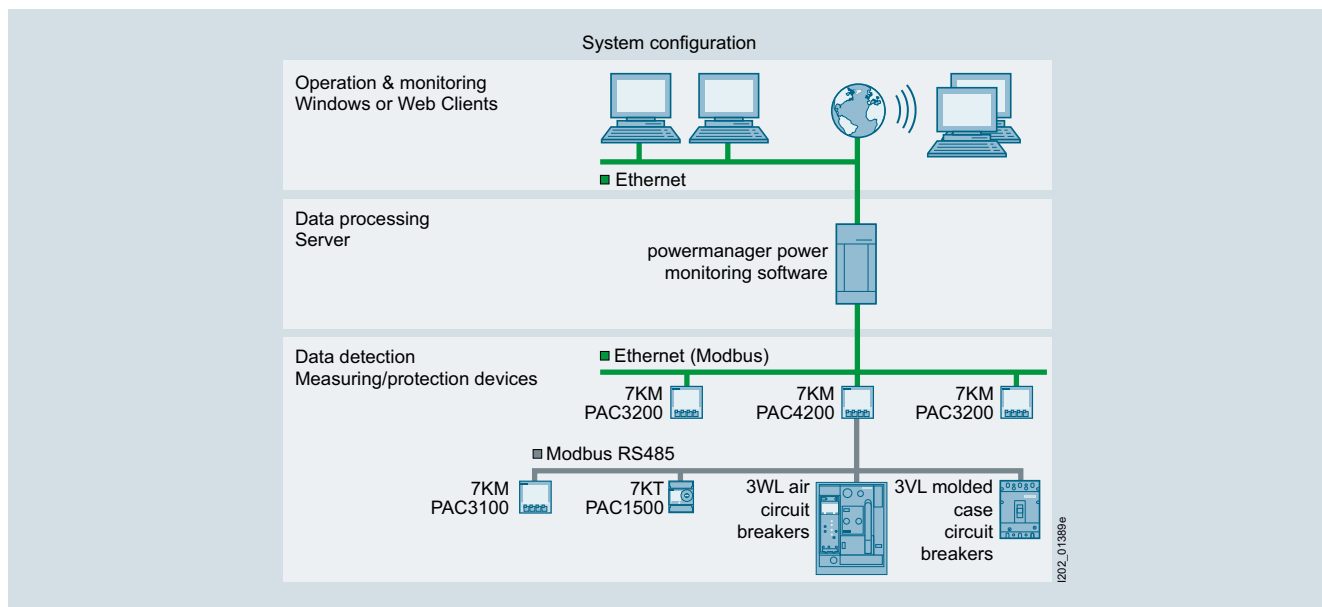 System configuration
Operation & monitoring
Windows or Web Clients
Ethernet
Data processing
Server
powermanager power
monitoring software
Data detection
Measuring/protection devices
Ethernet (Modbus)
7KM
PAC3200
7KM
PAC4200
7KM
PAC3200
Modbus RS485
7KM
PAC3100
7KT
PAC1500
3WL air
circuit
breakers
3VL molded
case
circuit
breakers
I202_01389e